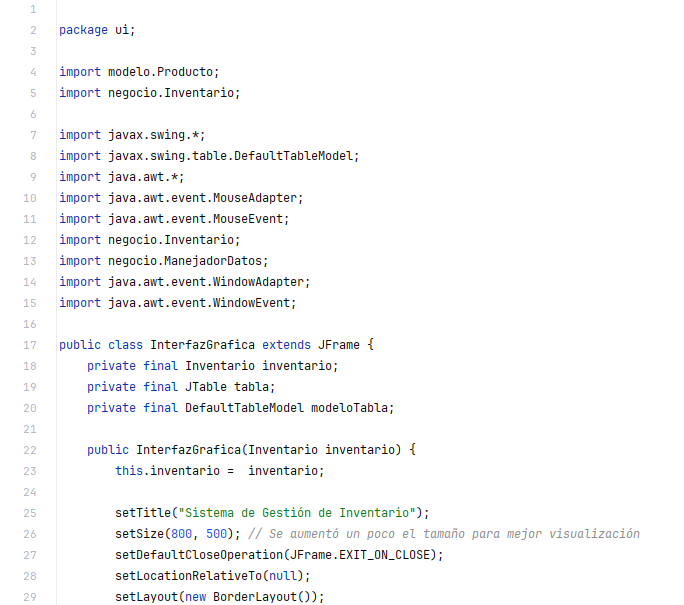 1
2 package ui;
3
4 import modelo.Producto;
5 import negocio.Inventario;
6
7 import javax.swing.*;
8 import javax.swing.table.DefaultTableModel;
9 import java.awt.*;
10 import java.awt.event.MouseAdapter;
11 import java.awt.event.MouseEvent;
12 import negocio.Inventario;
13 import negocio.ManejadorDatos;
14 import java.awt.event.WindowAdapter;
15 import java.awt.event.WindowEvent;
16
17 public class InterfazGrafica extends JFrame {
18     private final Inventario inventario;
19     private final JTable tabla;
20     private final DefaultTableModel modeloTabla;
21
22     public InterfazGrafica(Inventario inventario) {
23         this.inventario =  inventario;
24
25         setTitle("Sistema de Gestión de Inventario");
26         setSize(800, 500); // Se aumentó un poco el tamaño para mejor visualización
27         setDefaultCloseOperation(JFrame.EXIT_ON_CLOSE);
28         setLocationRelativeTo(null);
29         setLayout(new BorderLayout());